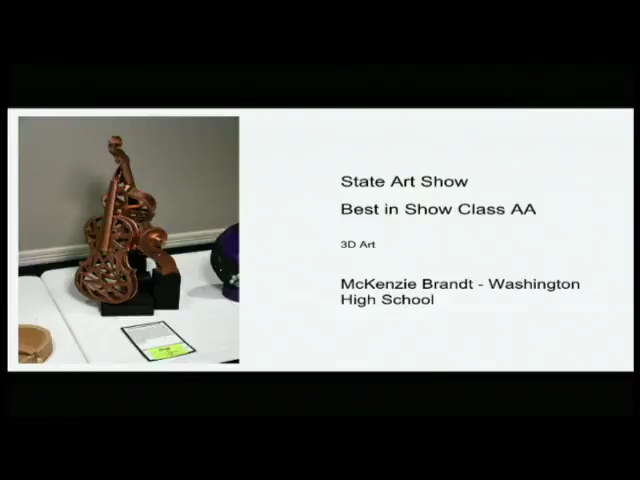 State Art Show
Best in Show Class AA
3D Art
McKenzie Brandt - Washington
High School